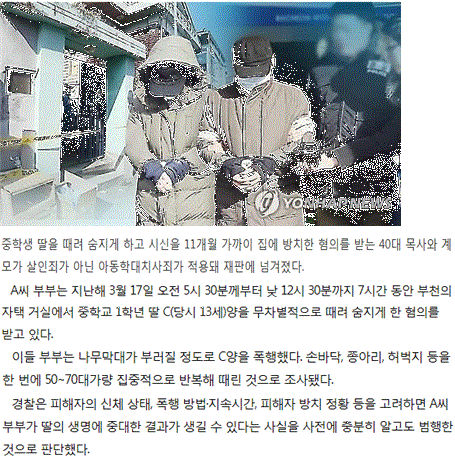 YONHAP NEWS
중학생 딸을 때려 숨지게 하고 시신을 11개월 가까이 집에 방치한 혐의를 받는 40대 목사와 계
모가 살인죄가 아닌 아동학대치사죄가 적용돼 재판에 넘겨졌다.
A씨 부부는 지난해 3월 17일 오전 5시 30분께부터 낮 12시 30분까지 7시간 동안 부천의
자택 거실에서 중학교 1학년 딸 C(당시 13세)양을 무차별적으로 때려 숨지게 한 혐의를
받고 있다.
이들 부부는 나무막대가 부러질 정도로 C양을 폭행했다. 손바닥, 종아리, 허벅지 등을
한 번에 50~70대가량 집중적으로 반복해 때린 것으로 조사됐다.
경찰은 피해자의 신체 상태, 폭행 방법·지속시간, 피해자 방치 정황 등을 고려하면 A씨
부부가 딸의 생명에 중대한 결과가 생길 수 있다는 사실을 사전에 충분히 알고도 범행한
것으로 판단했다.